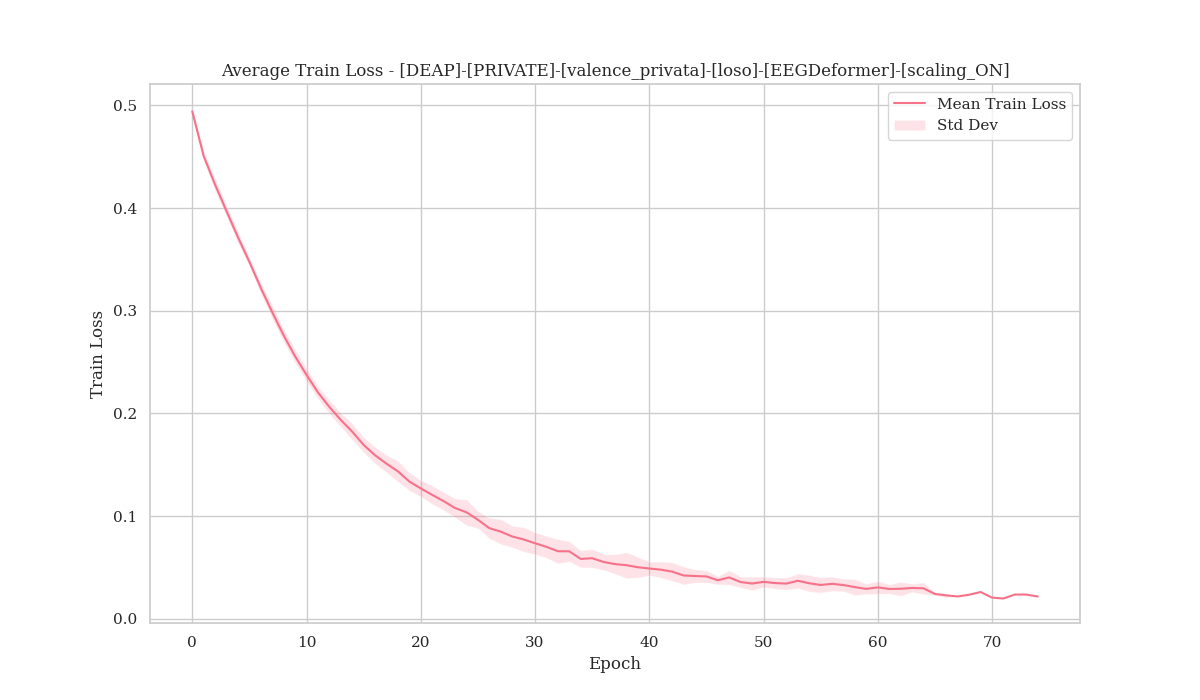 Average Train Loss - [DEAP]-[PRIVATE]-[valence_privata]-[loso]-[EEGDeformer]-[scaling_ON]
Mean Train Loss
Std Dev
Train Loss
0.5
0.4
0.3
0.2
0.1
0.0
0 10 20 30 40 50 60 70
Epoch